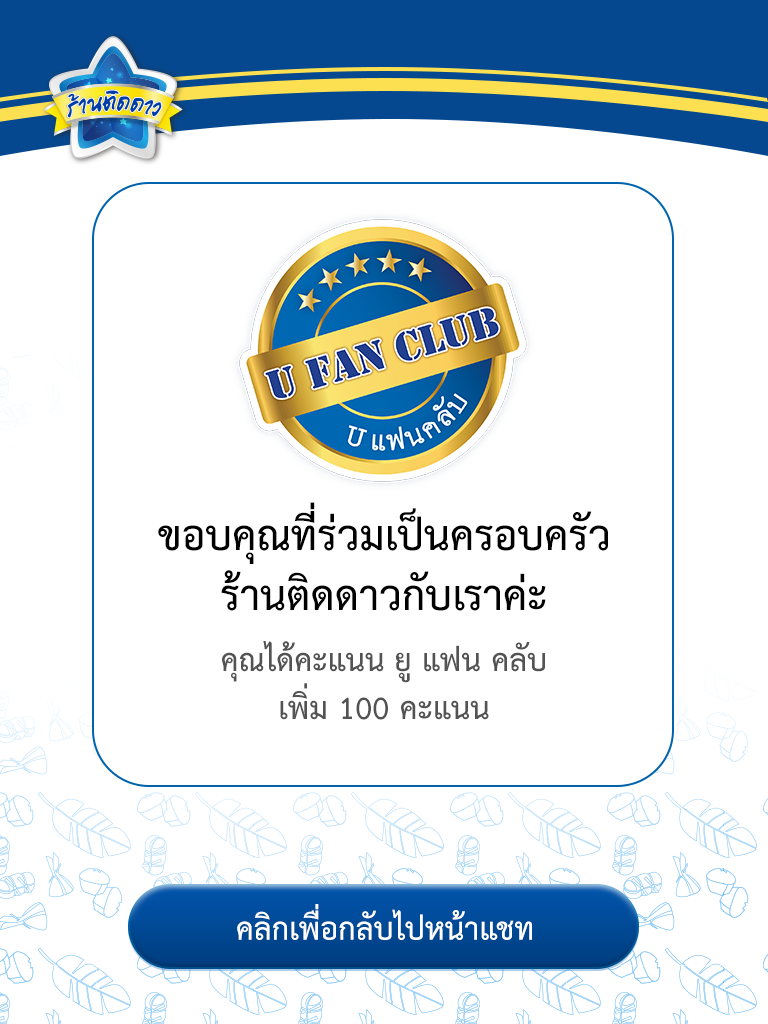 ร้านติดดาว
U FAN CLUB
U แฟนคลับ
ขอบคุณที่ร่วมเป็นครอบครัว
ร้านติดดาวกับเราค่ะ
คุณได้คะแนน ยู แฟน คลับ
เพิ่ม 100 คะแนน
คลิกเพื่อกลับไปหน้าแชท